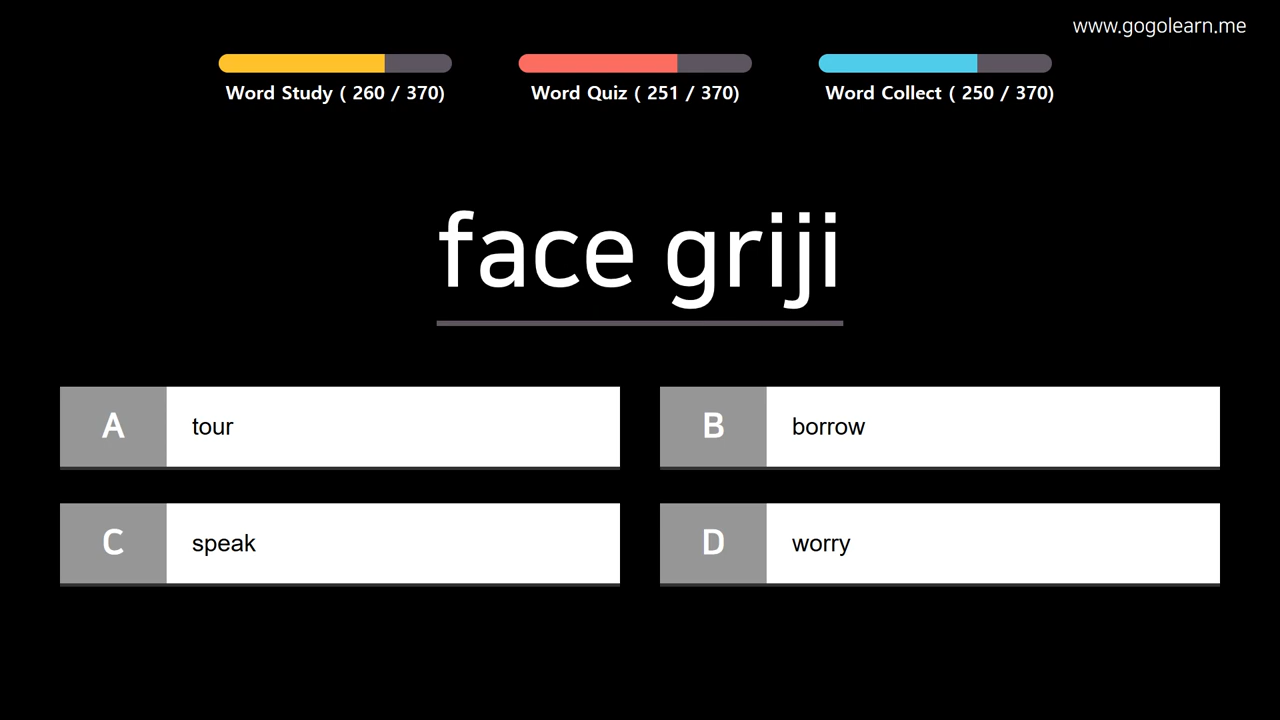 www.gogolearn.me
Word Study ( 260 / 370)
Word Quiz ( 251 / 370)
Word Collect ( 250 / 370)
face griji
A tour
B borrow
C speak
D worry